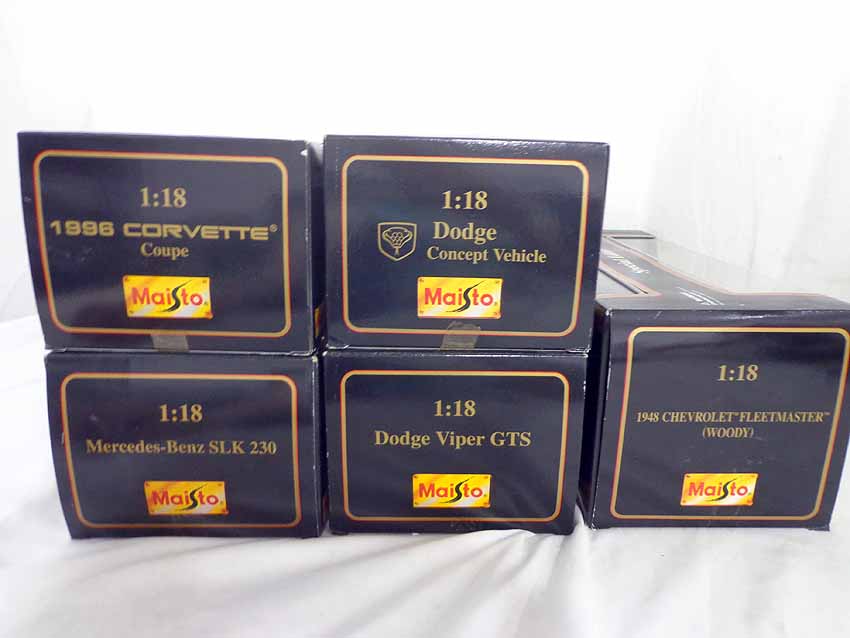 1:18
1996 CORVETTE®
Coupe
Maisto®
1:18
Dodge
Concept Vehicle
Maisto®
1:18
Mercedes-Benz SLK 230
Maisto®
1:18
Dodge Viper GTS
Maisto®
1:18
1948 CHEVROLET™ FLEETMASTER™
(WOODY)
Maisto®